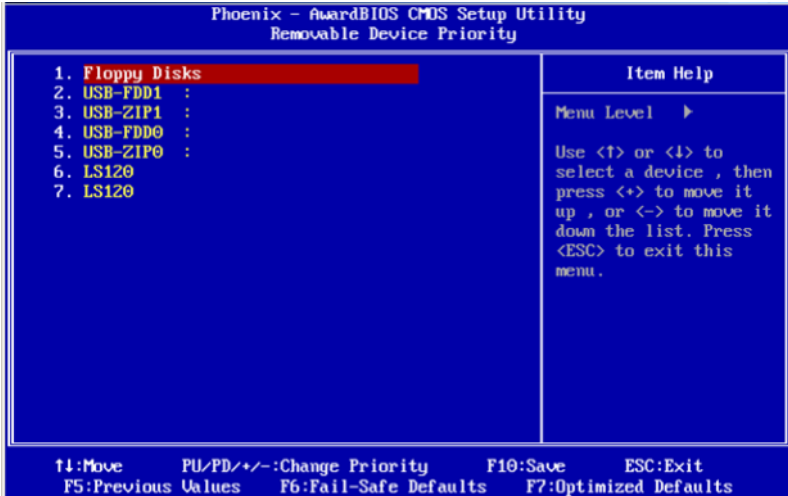 Phoenix - AwardBIOS CMOS Setup Utility
Removable Device Priority
1. Floppy Disks
2. USB-FDD1 :
3. USB-ZIP1 :
4. USB-FDD0 :
5. USB-ZIP0 :
6. LS120
7. LS120
Item Help
Menu Level ▶
Use <↑> or <↓> to
select a device , then
press <+> to move it
up , or <-> to move it
down the list. Press
<ESC> to exit this
menu.
↑↓:Move PU/PD/+/-:Change Priority F10:Save ESC:Exit
F5:Previous Values F6:Fail-Safe Defaults F7:Optimized Defaults